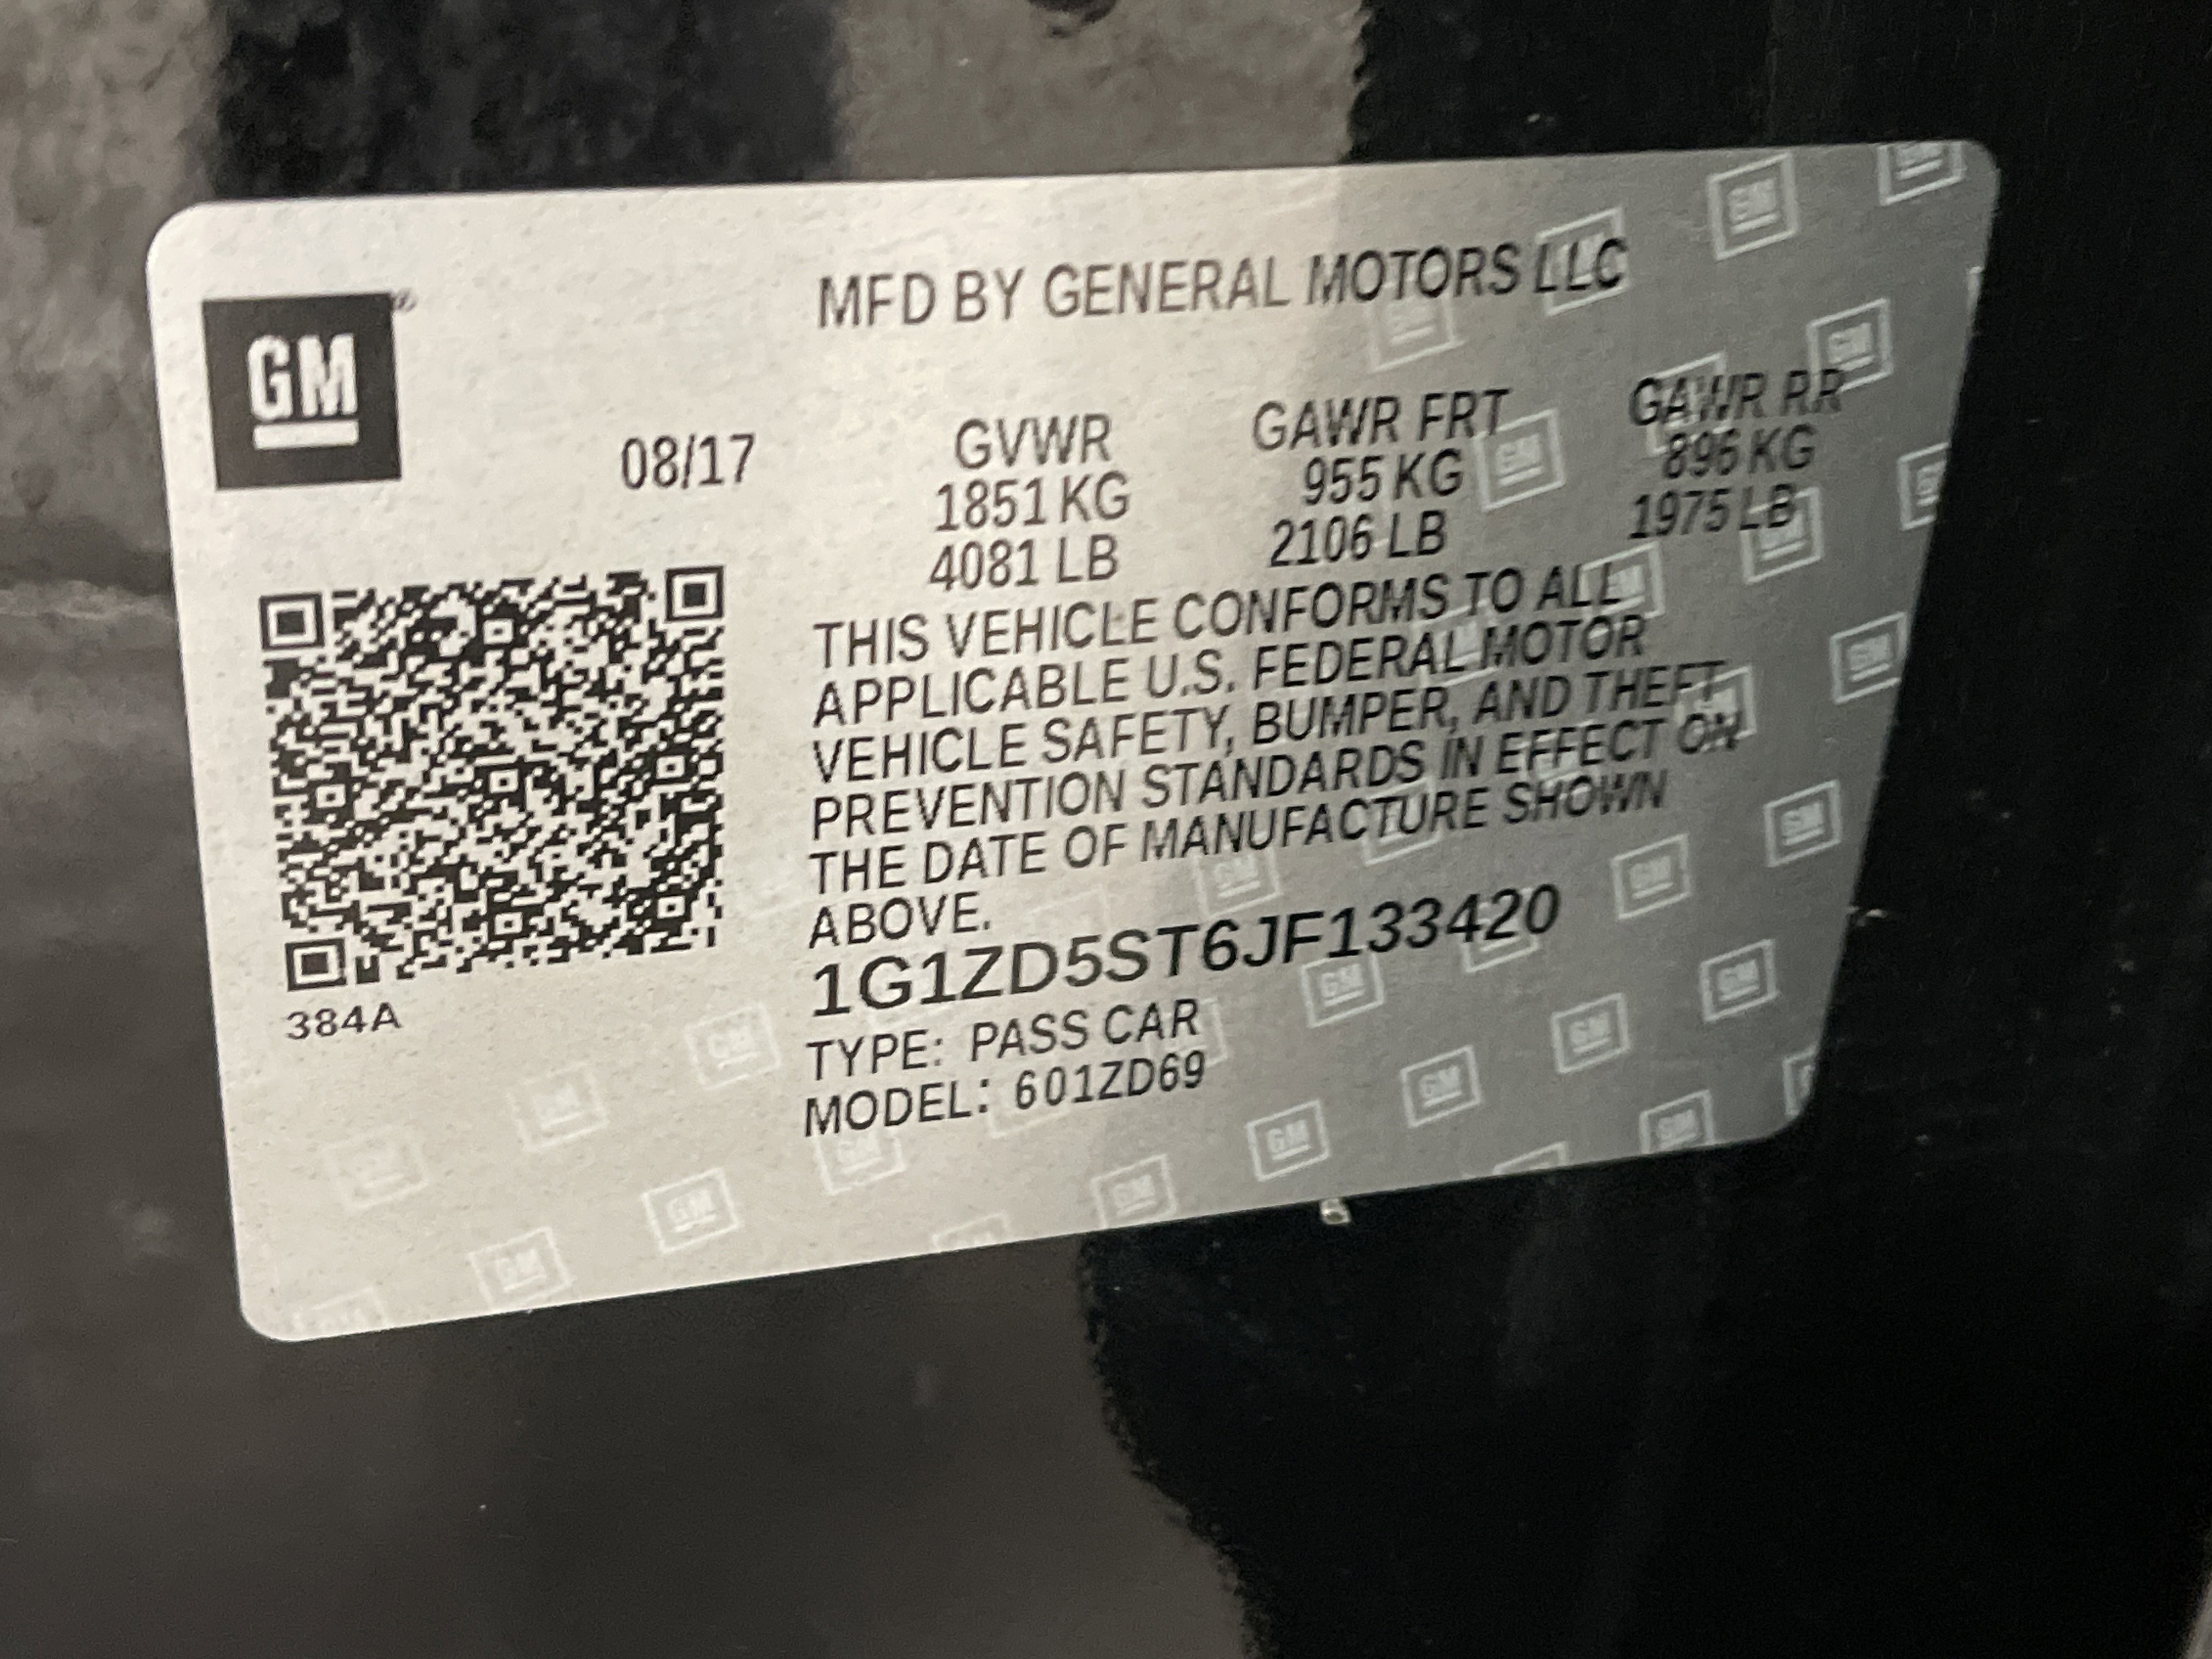 GM
MFD BY GENERAL MOTORS LLC
08/17
GVWR GAWR FRT GAWR RR
1851 KG 955 KG 896 KG
4081 LB 2106 LB 1975 LB
THIS VEHICLE CONFORMS TO ALL
APPLICABLE U.S. FEDERAL MOTOR
VEHICLE SAFETY, BUMPER, AND THEFT
PREVENTION STANDARDS IN EFFECT ON
THE DATE OF MANUFACTURE SHOWN
ABOVE.
1G1ZD5ST6JF133420
TYPE: PASS CAR
MODEL: 601ZD69
384A